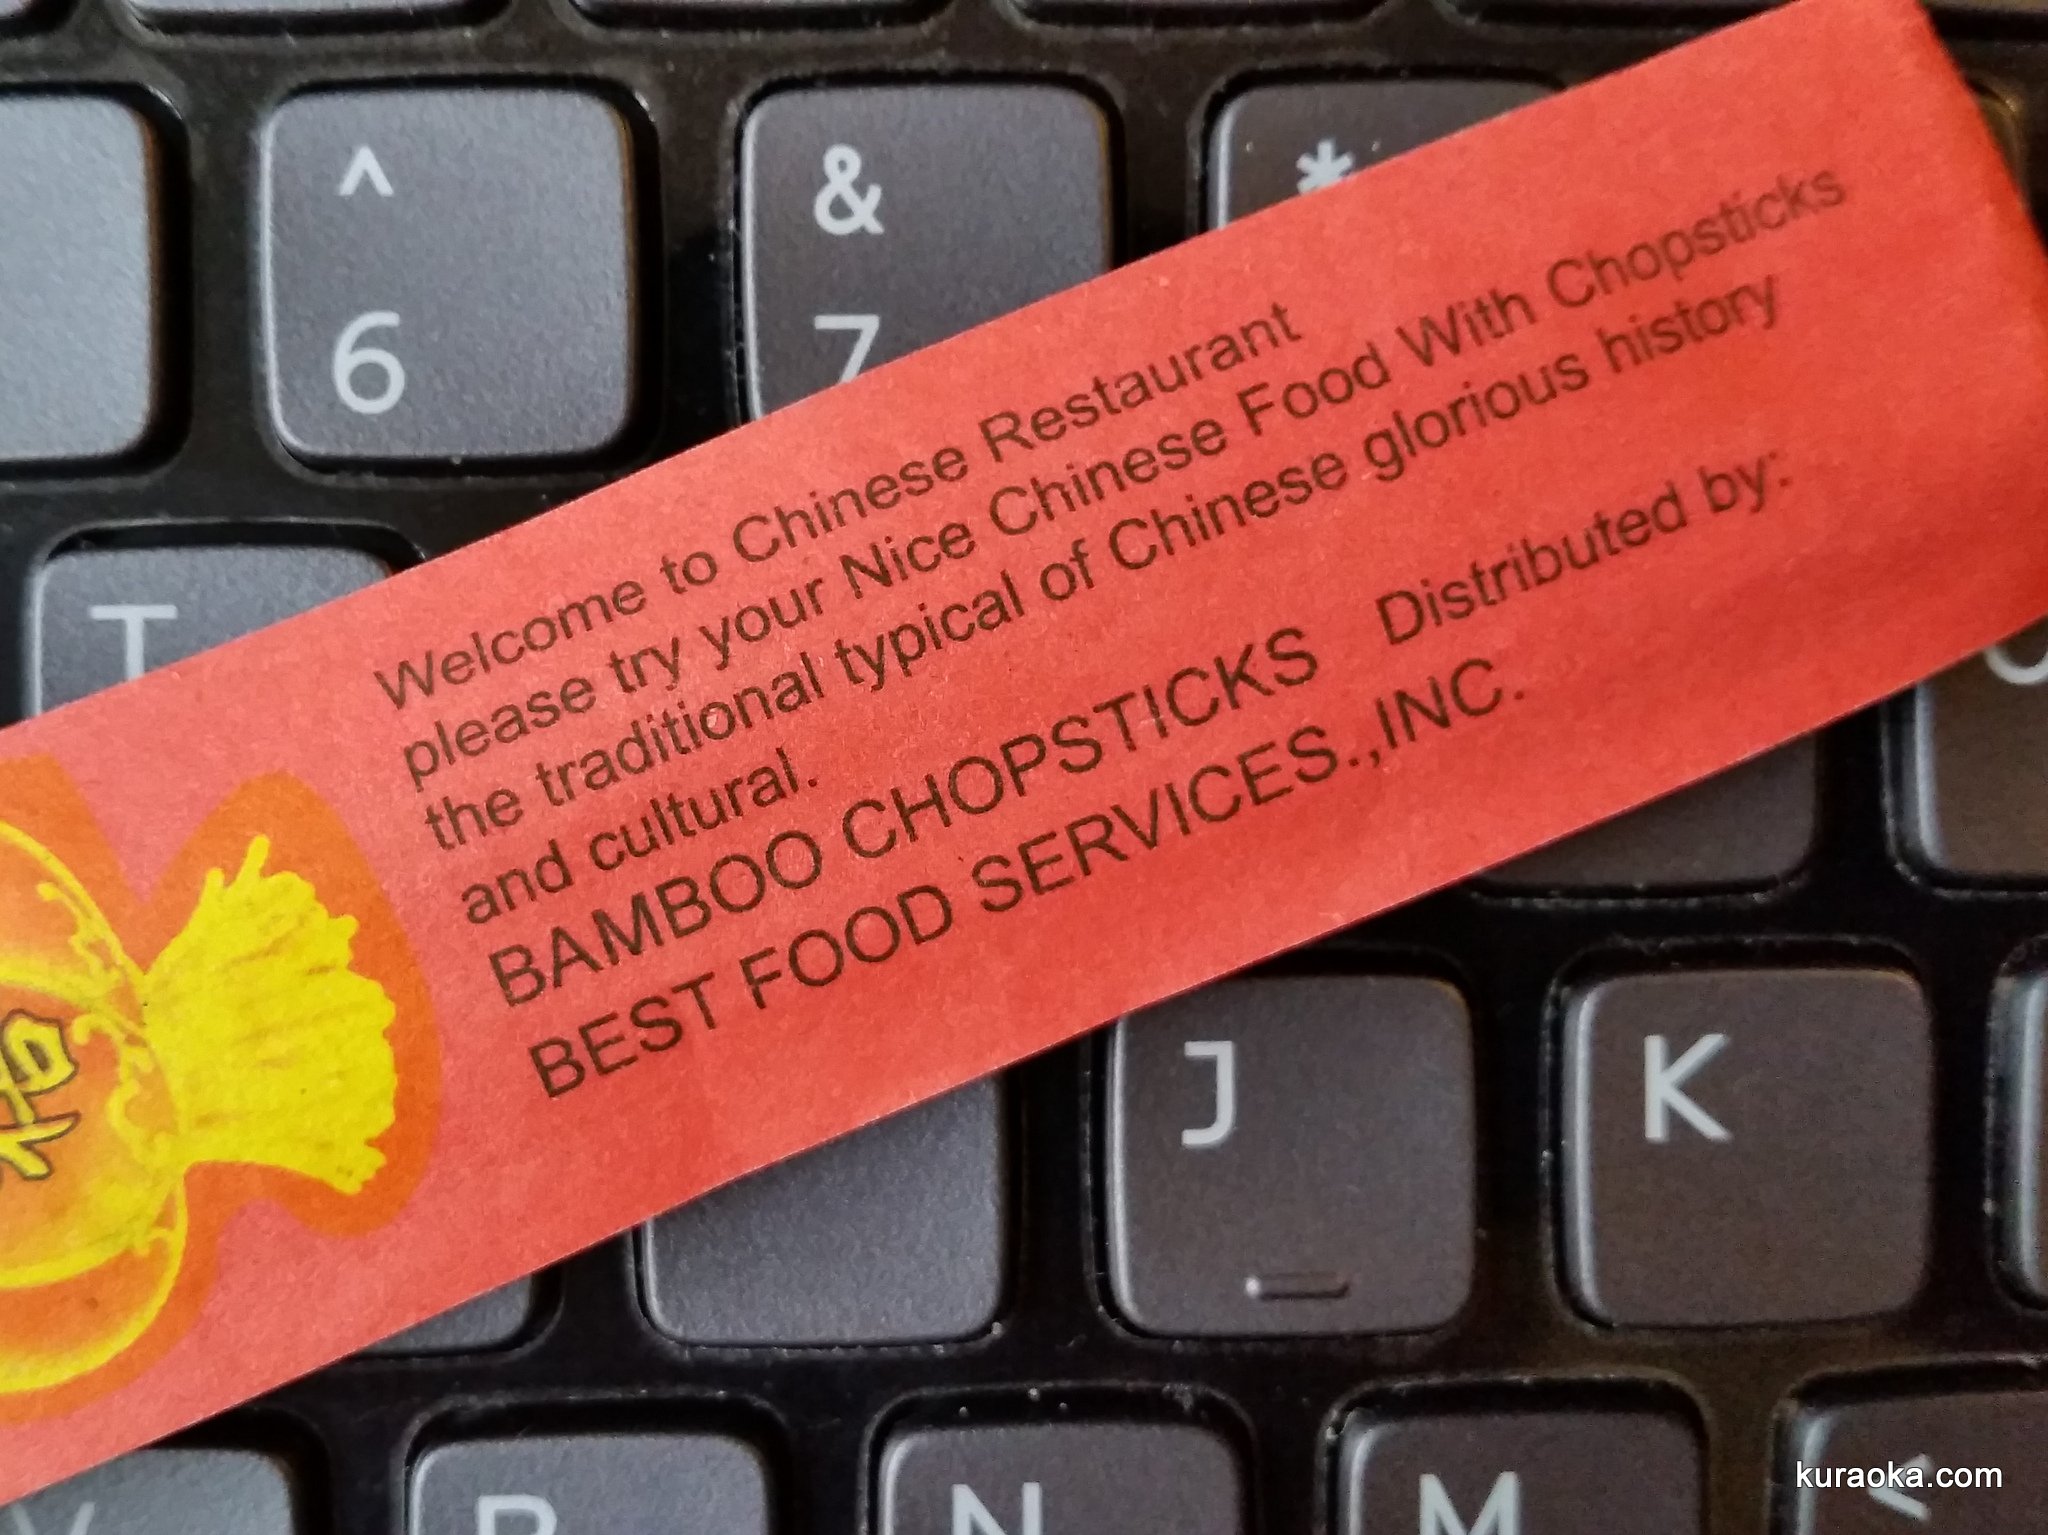 ^
6
&
7
*
T
Welcome to Chinese Restaurant
please try your Nice Chinese Food With Chopsticks
the traditional typical of Chinese glorious history
and cultural.
BAMBOO CHOPSTICKS Distributed by:
BEST FOOD SERVICES.,INC.
J
K
V
B
N
M
<
kuraoka.com